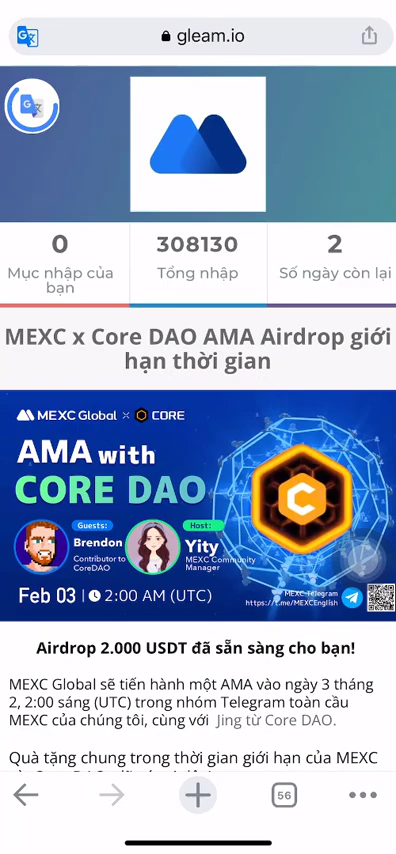 gleam.io
0
308130
2
Mục nhập của
bạn
Tổng nhập
Số ngày còn lại
MEXC x Core DAO AMA Airdrop giới
hạn thời gian
MEXC Global × CORE
AMA with
CORE DAO
Guests:
Brendon
Contributor to
CoreDAO
Host:
Yity
MEXC Community
Manager
Feb 03 | 2:00 AM (UTC)
MEXC Telegram
https://t.me/MEXCEnglish
Airdrop 2.000 USDT đã sẵn sàng cho bạn!
MEXC Global sẽ tiến hành một AMA vào ngày 3 tháng
2, 2:00 sáng (UTC) trong nhóm Telegram toàn cầu
MEXC của chúng tôi, cùng với Jing từ Core DAO.
Quà tặng chung trong thời gian giới hạn của MEXC
56